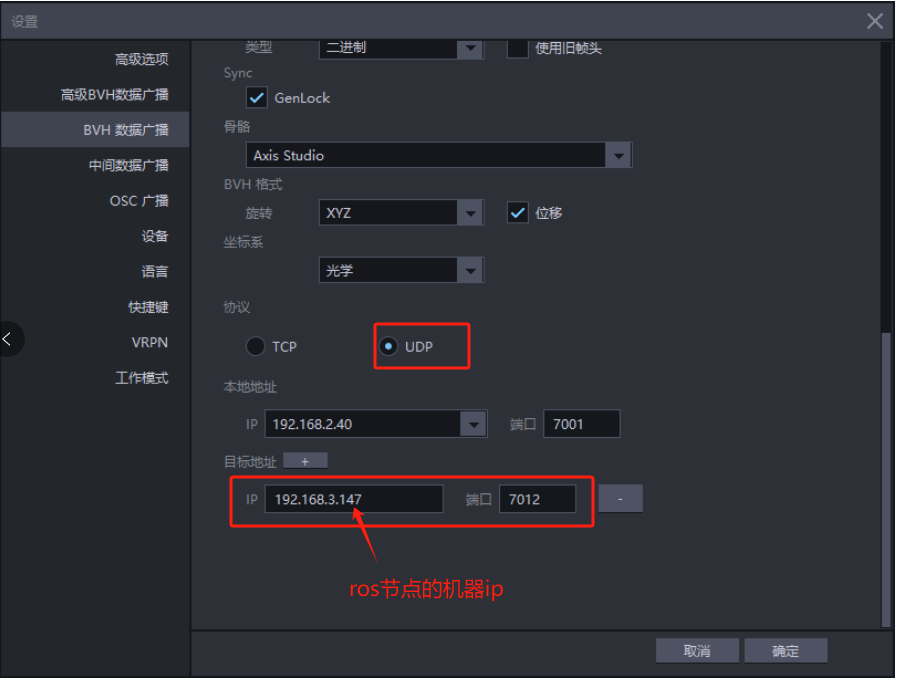 设置
高级选项
高级BVH数据广播
BVH 数据广播
中间数据广播
OSC 广播
设备
语言
快捷键
VRPN
工作模式
类型 二进制 使用旧帧头
Sync
GenLock
骨骼
Axis Studio
BVH 格式
旋转 XYZ 位移
坐标系
光学
协议
TCP UDP
本地地址
IP 192.168.2.40 端口 7001
目标地址 +
IP 192.168.3.147 端口 7012 -
ros节点的机器ip
取消 确定